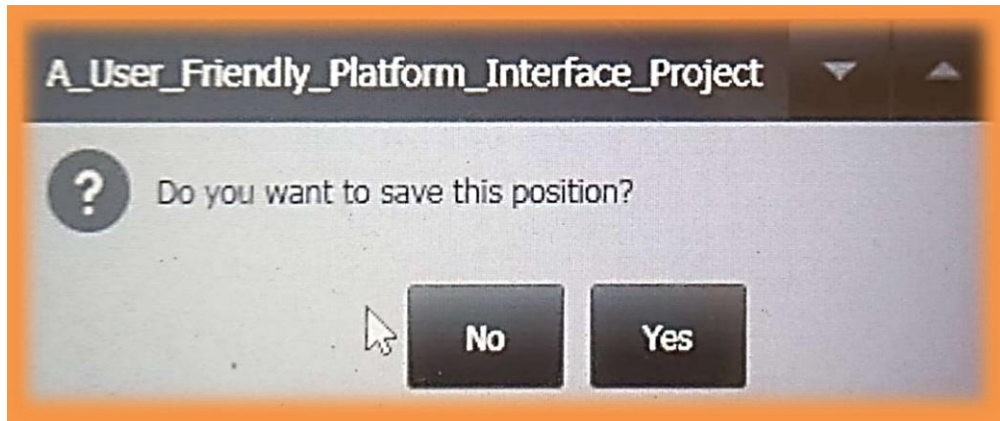 A_User_Friendly_Platform_Interface_Project
?
Do you want to save this position?
No
Yes